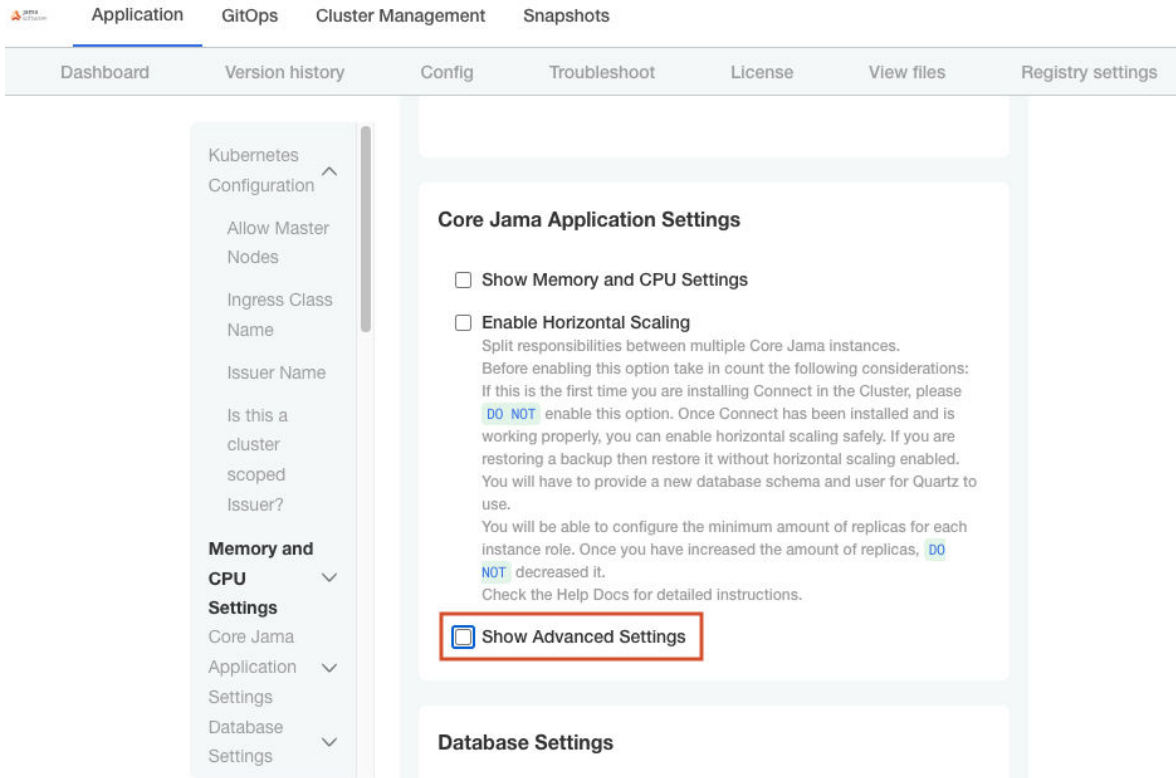 jama
software
Application GitOps Cluster Management Snapshots
Dashboard Version history Config Troubleshoot License View files Registry settings
Kubernetes
Configuration
Allow Master
Nodes
Ingress Class
Name
Issuer Name
Is this a
cluster
scoped
Issuer?
Memory and
CPU
Settings
Core Jama
Application
Settings
Database
Settings
Core Jama Application Settings
Show Memory and CPU Settings
Enable Horizontal Scaling
Split responsibilities between multiple Core Jama instances.
Before enabling this option take in count the following considerations:
If this is the first time you are installing Connect in the Cluster, please
DO NOT enable this option. Once Connect has been installed and is
working properly, you can enable horizontal scaling safely. If you are
restoring a backup then restore it without horizontal scaling enabled.
You will have to provide a new database schema and user for Quartz to
use.
You will be able to configure the minimum amount of replicas for each
instance role. Once you have increased the amount of replicas, DO
NOT decreased it.
Check the Help Docs for detailed instructions.
Show Advanced Settings
Database Settings